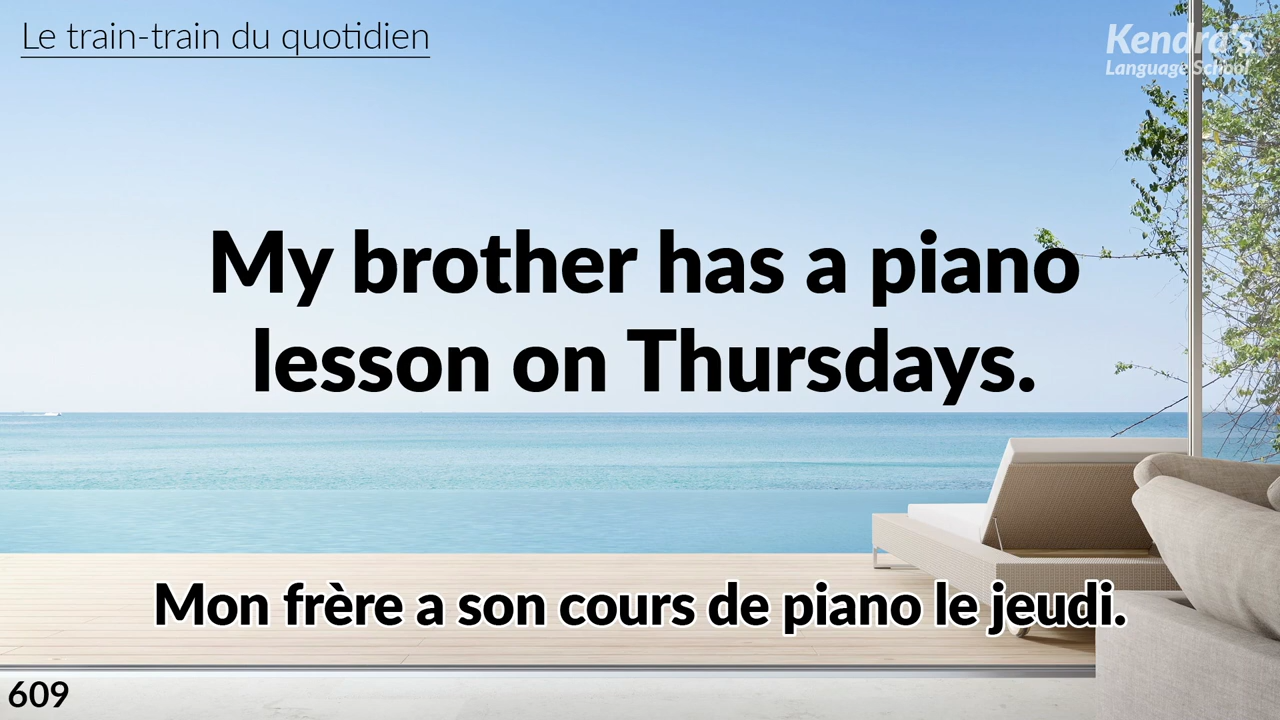 Le train-train du quotidien
Kendra's
Language School
My brother has a piano
lesson on Thursdays.
Mon frère a son cours de piano le jeudi.
609